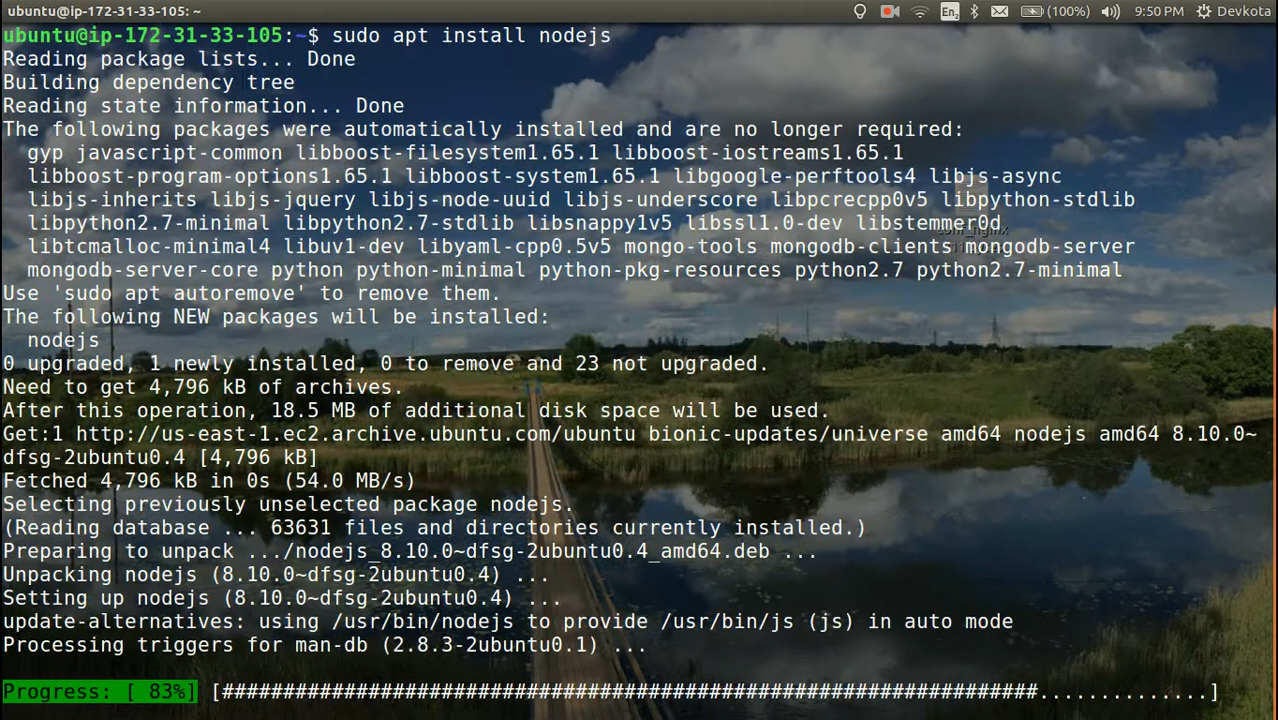 ubuntu@ip-172-31-33-105: ~
En2
(100%)
9:50 PM
Devkota
ubuntu@ip-172-31-33-105:~$ sudo apt install nodejs
Reading package lists... Done
Building dependency tree
Reading state information... Done
The following packages were automatically installed and are no longer required:
  gyp javascript-common libboost-filesystem1.65.1 libboost-iostreams1.65.1
  libboost-program-options1.65.1 libboost-system1.65.1 libgoogle-perftools4 libjs-async
  libjs-inherits libjs-jquery libjs-node-uuid libjs-underscore libpcrecpp0v5 libpython-stdlib
  libpython2.7-minimal libpython2.7-stdlib libsnappy1v5 libssl1.0-dev libstemmer0d
  libtcmalloc-minimal4 libuv1-dev libyaml-cpp0.5v5 mongo-tools mongodb-clients mongodb-server
  mongodb-server-core python python-minimal python-pkg-resources python2.7 python2.7-minimal
Use 'sudo apt autoremove' to remove them.
The following NEW packages will be installed:
  nodejs
0 upgraded, 1 newly installed, 0 to remove and 23 not upgraded.
Need to get 4,796 kB of archives.
After this operation, 18.5 MB of additional disk space will be used.
Get:1 http://us-east-1.ec2.archive.ubuntu.com/ubuntu bionic-updates/universe amd64 nodejs amd64 8.10.0~
dfsg-2ubuntu0.4 [4,796 kB]
Fetched 4,796 kB in 0s (54.0 MB/s)
Selecting previously unselected package nodejs.
(Reading database ... 63631 files and directories currently installed.)
Preparing to unpack .../nodejs_8.10.0~dfsg-2ubuntu0.4_amd64.deb ...
Unpacking nodejs (8.10.0~dfsg-2ubuntu0.4) ...
Setting up nodejs (8.10.0~dfsg-2ubuntu0.4) ...
update-alternatives: using /usr/bin/nodejs to provide /usr/bin/js (js) in auto mode
Processing triggers for man-db (2.8.3-2ubuntu0.1) ...
Progress: [ 83%] [###################################################################..............]